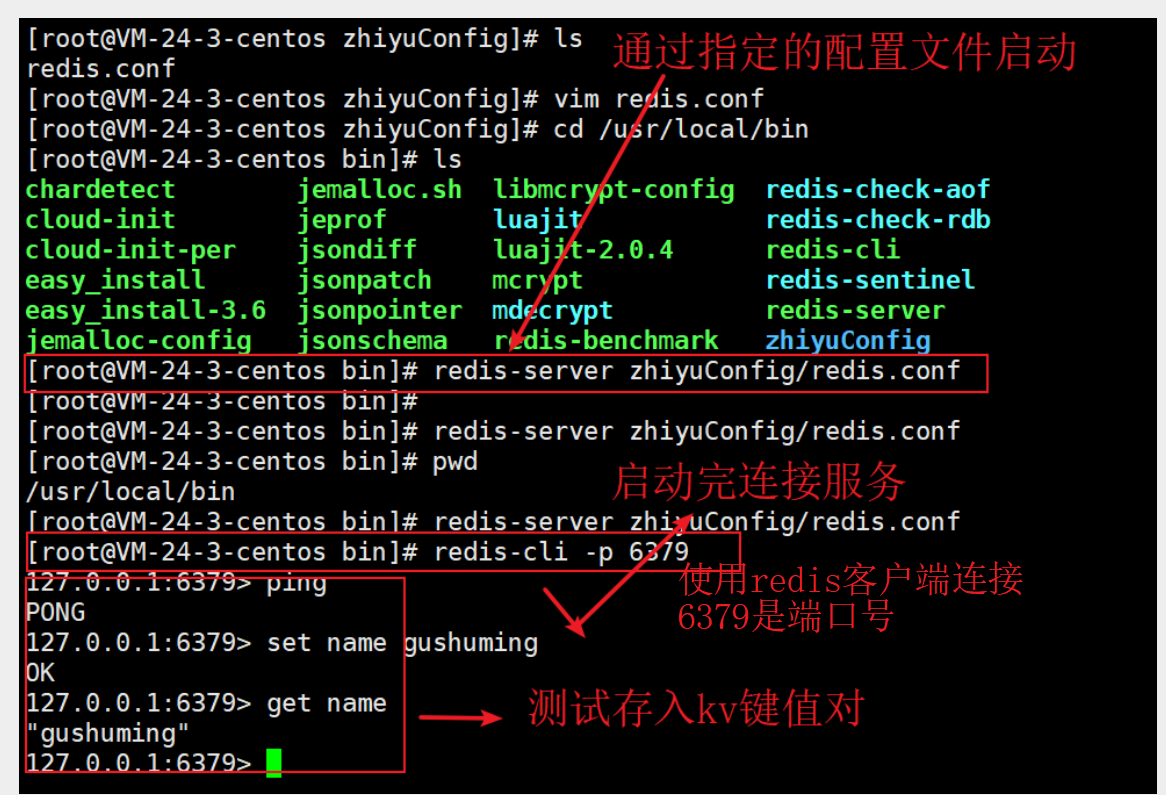 [root@VM-24-3-centos zhiyuConfig]# ls
通过指定的配置文件启动
redis.conf
[root@VM-24-3-centos zhiyuConfig]# vim redis.conf
[root@VM-24-3-centos zhiyuConfig]# cd /usr/local/bin
[root@VM-24-3-centos bin]# ls
chardetect jemalloc.sh libmcrypt-config redis-check-aof
cloud-init jeprof luajit redis-check-rdb
cloud-init-per jsondiff luajit-2.0.4 redis-cli
easy_install jsonpatch mcrypt redis-sentinel
easy_install-3.6 jsonpointer mdecrypt redis-server
jemalloc-config jsonschema redis-benchmark zhiyuConfig
[root@VM-24-3-centos bin]# redis-server zhiyuConfig/redis.conf
[root@VM-24-3-centos bin]#
[root@VM-24-3-centos bin]# redis-server zhiyuConfig/redis.conf
[root@VM-24-3-centos bin]# pwd
/usr/local/bin
启动完连接服务
[root@VM-24-3-centos bin]# redis-server zhiyuConfig/redis.conf
[root@VM-24-3-centos bin]# redis-cli -p 6379
127.0.0.1:6379> ping
使用redis客户端连接
PONG
6379是端口号
127.0.0.1:6379> set name gushuming
OK
127.0.0.1:6379> get name
测试存入kv键值对
"gushuming"
127.0.0.1:6379>